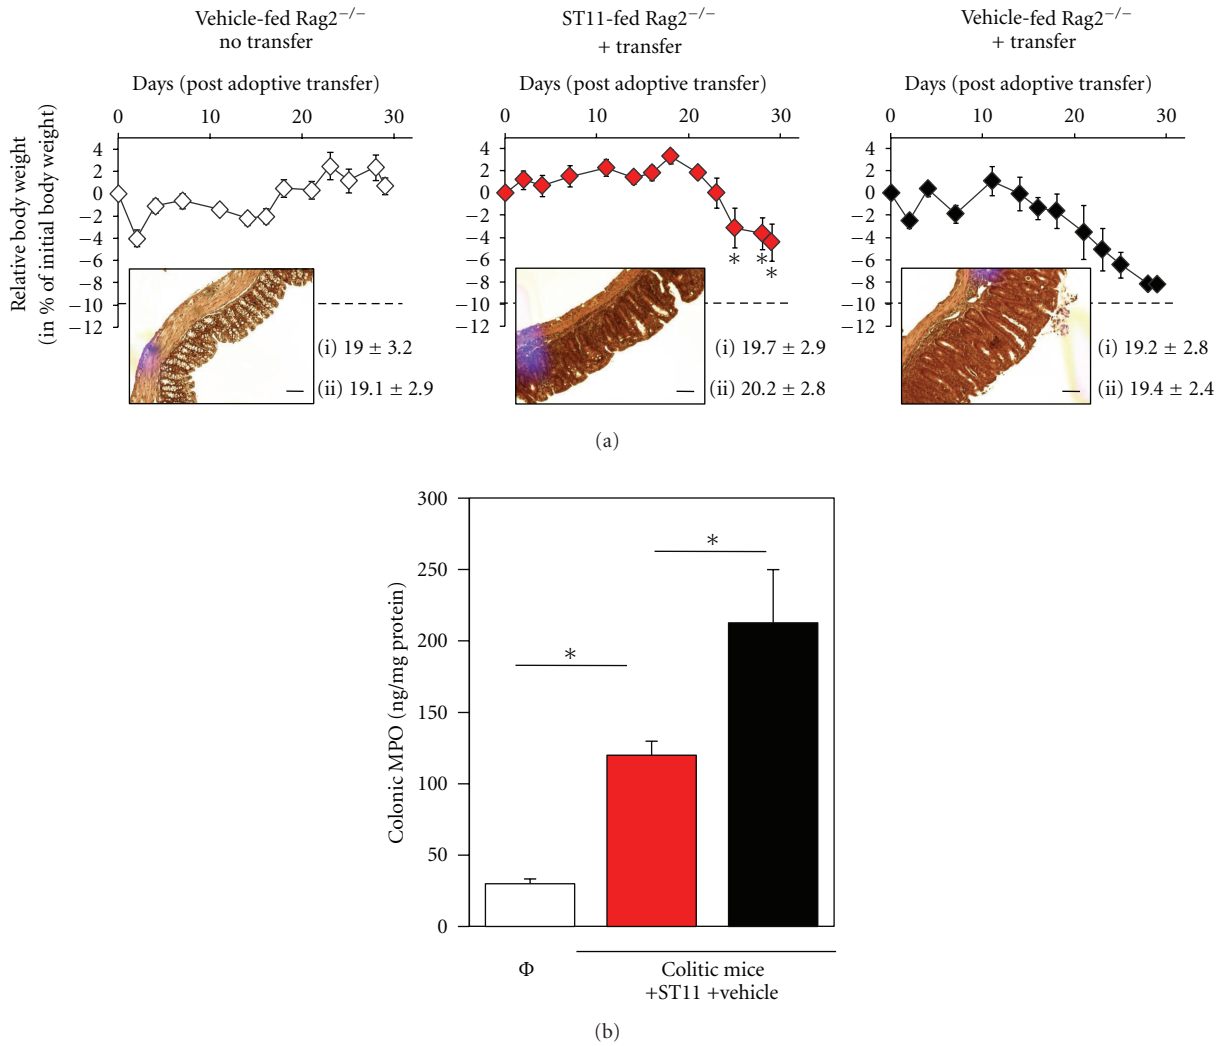 Vehicle-fed Rag2−/−
no transfer
ST11-fed Rag2−/−
+ transfer
Vehicle-fed Rag2−/−
+ transfer
Days (post adoptive transfer)
Days (post adoptive transfer)
Days (post adoptive transfer)
0 10 20 30
0 10 20 30
0 10 20 30
Relative body weight
(in % of initial body weight)
4
2
0
−2
−4
−6
−8
−10
−12
4
2
0
−2
−4
−6
−8
−10
−12
4
2
0
−2
−4
−6
−8
−10
−12
* * *
(i) 19 ± 3.2
(ii) 19.1 ± 2.9
(i) 19.7 ± 2.9
(ii) 20.2 ± 2.8
(i) 19.2 ± 2.8
(ii) 19.4 ± 2.4
(a)
Colonic MPO (ng/mg protein)
300
250
200
150
100
50
0
*
*
Φ
Colitic mice
+ST11 +vehicle
(b)